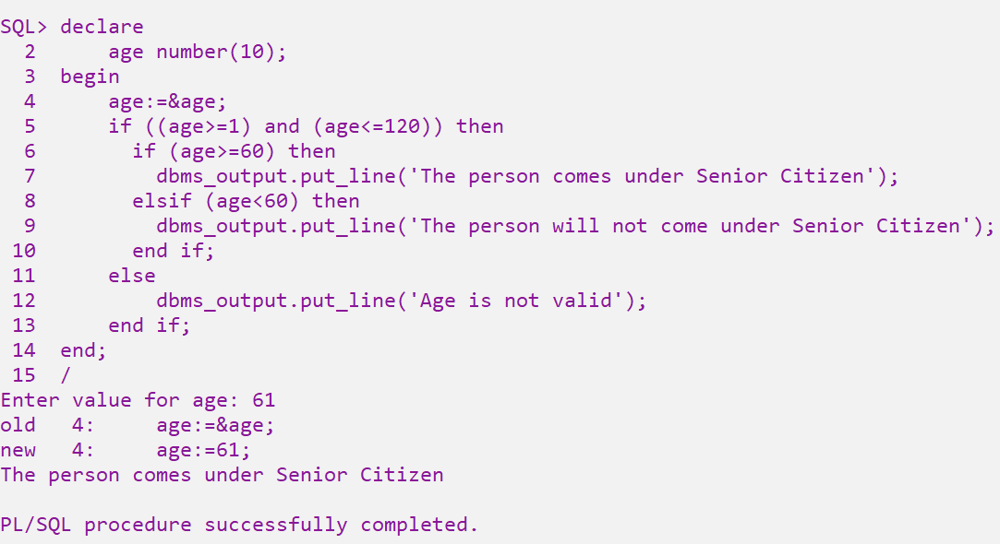 SQL> declare
  2      age number(10);
  3  begin
  4      age:=&age;
  5      if ((age>=1) and (age<=120)) then
  6        if (age>=60) then
  7          dbms_output.put_line('The person comes under Senior Citizen');
  8        elsif (age<60) then
  9          dbms_output.put_line('The person will not come under Senior Citizen');
 10        end if;
 11      else
 12          dbms_output.put_line('Age is not valid');
 13      end if;
 14  end;
 15  /
Enter value for age: 61
old   4:     age:=&age;
new   4:     age:=61;
The person comes under Senior Citizen

PL/SQL procedure successfully completed.